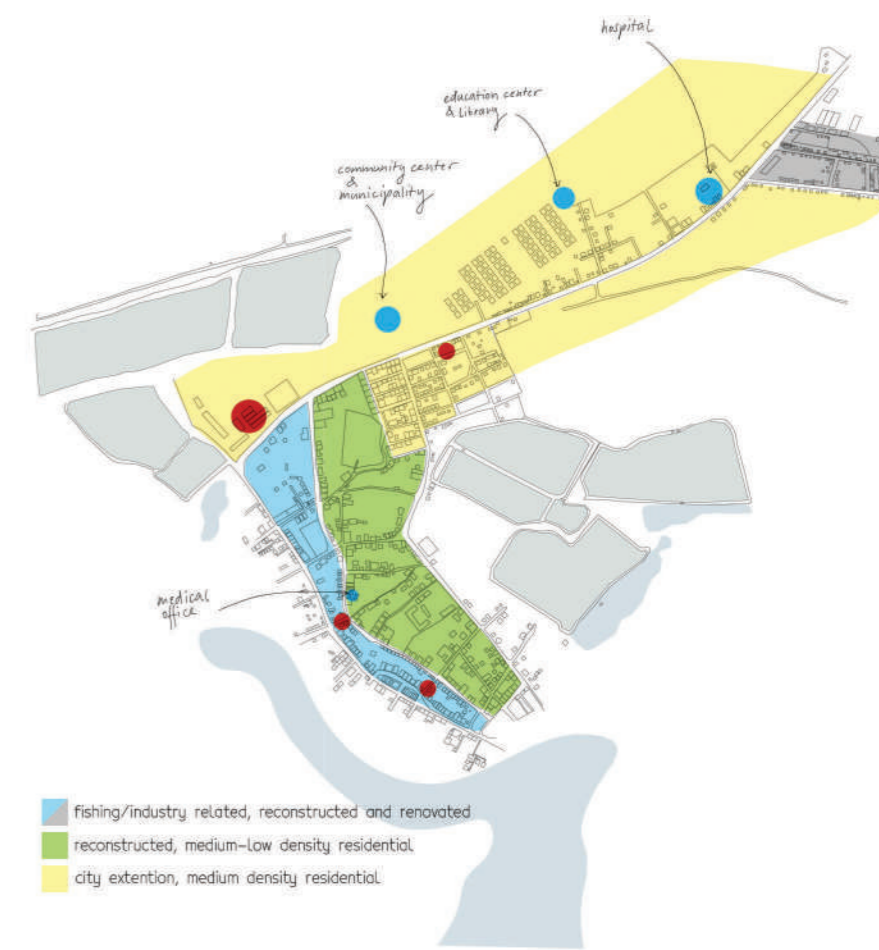 hospital
education center
& library
community center
&
municipality
medical
office
fishing/industry related, reconstructed and renovated
reconstructed, medium-low density residential
city extention, medium density residential